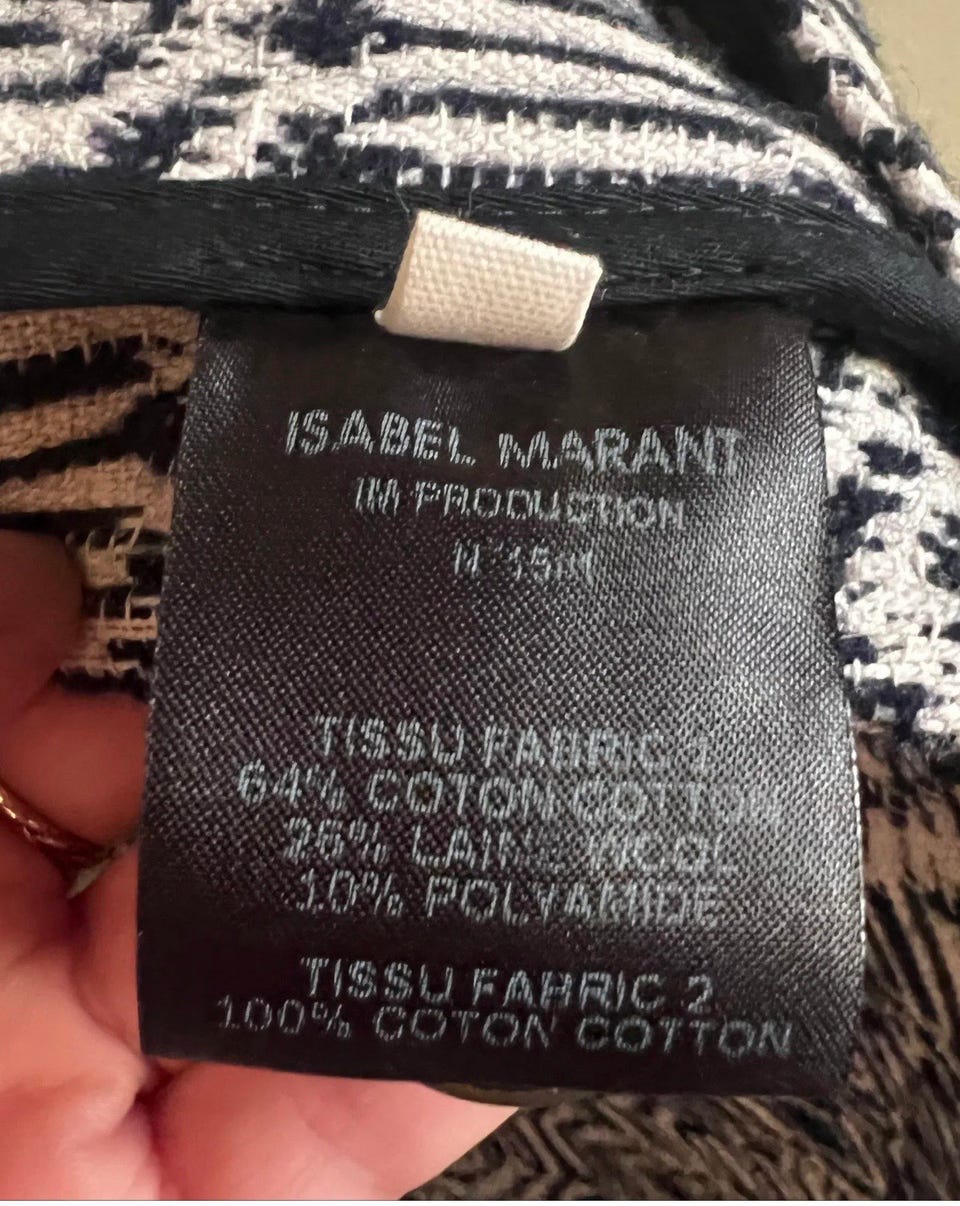 ISABEL MARANT
IM PRODUCTION
TISSU FABRIC 1
64% COTON COTTON
26% LAINE WOOL
10% POLYAMIDE
TISSU FABRIC 2
100% COTON COTTON